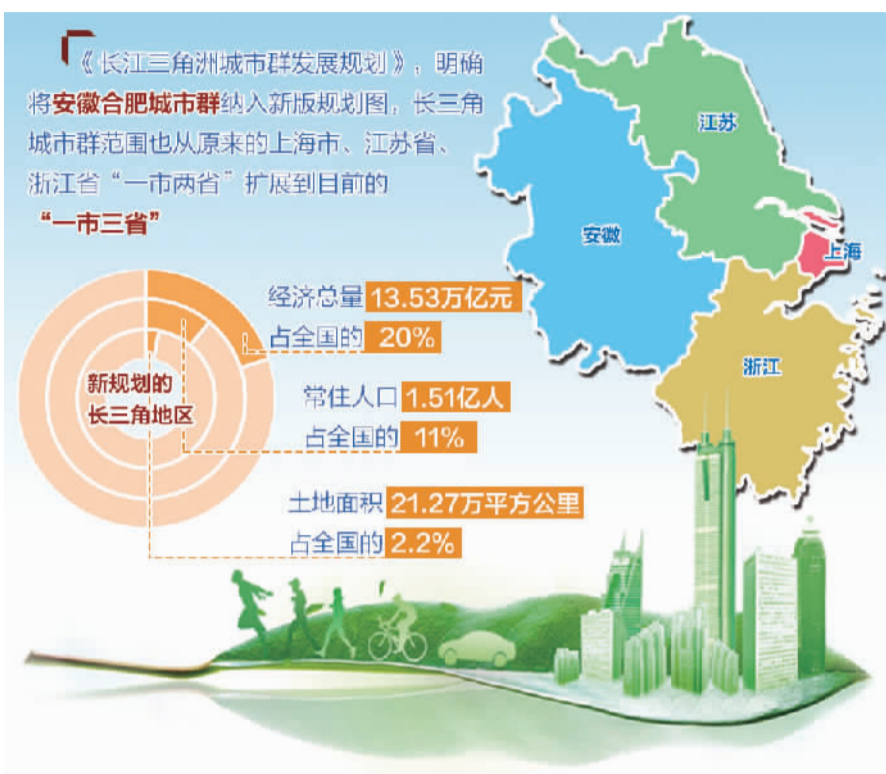 《长江三角洲城市群发展规划》,明确
将安徽合肥城市群纳入新版规划图,长三角
城市群范围也从原来的上海市、江苏省、
浙江省“一市两省”扩展到目前的
“一市三省”
江苏
安徽
上海
浙江
新规划的
长三角地区
经济总量 13.53万亿元
占全国的 20%
常住人口 1.51亿人
占全国的 11%
土地面积 21.27万平方公里
占全国的 2.2%